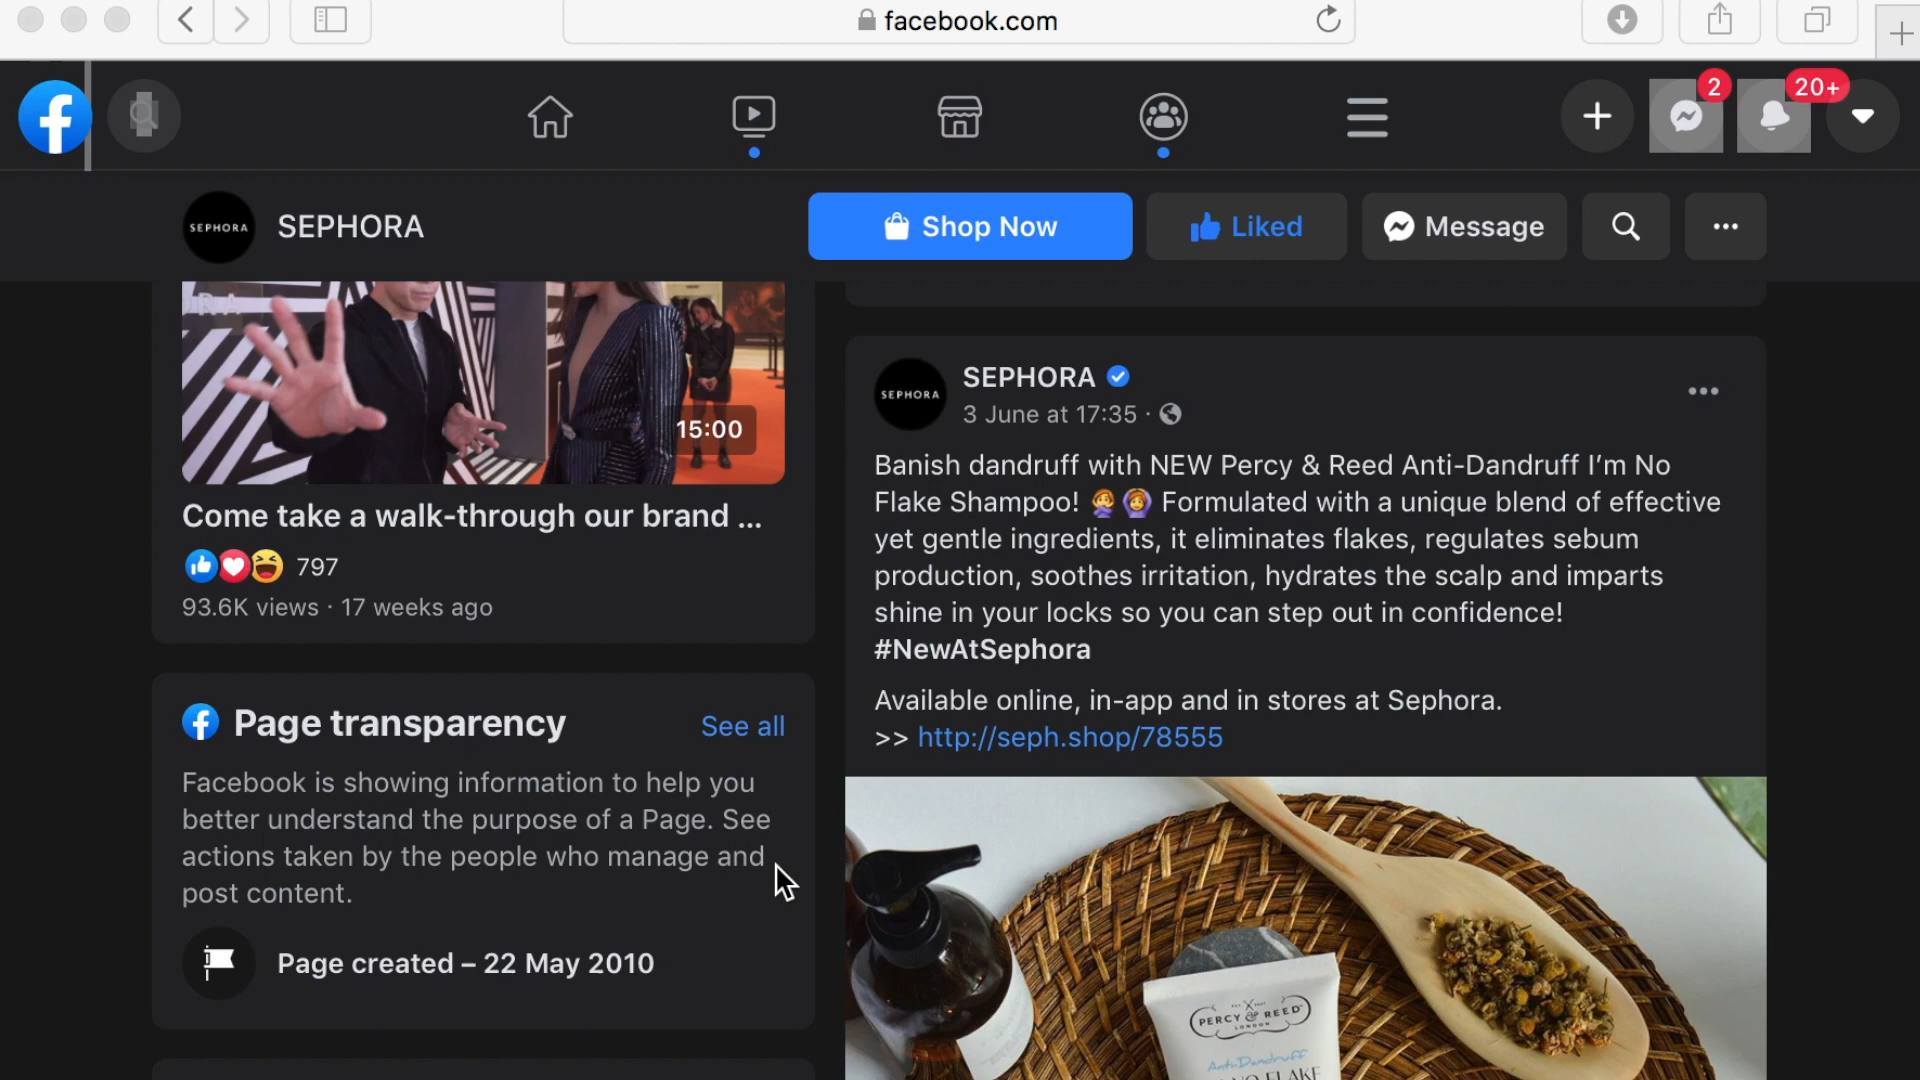 facebook.com
2
20+
SEPHORA
SEPHORA
Shop Now
Liked
Message
15:00
Come take a walk-through our brand ...
797
93.6K views · 17 weeks ago
Page transparency
See all
Facebook is showing information to help you
better understand the purpose of a Page. See
actions taken by the people who manage and
post content.
Page created – 22 May 2010
SEPHORA
SEPHORA
3 June at 17:35 ·
Banish dandruff with NEW Percy & Reed Anti-Dandruff I’m No
Flake Shampoo! 🙅 🙆 Formulated with a unique blend of effective
yet gentle ingredients, it eliminates flakes, regulates sebum
production, soothes irritation, hydrates the scalp and imparts
shine in your locks so you can step out in confidence!
#NewAtSephora
Available online, in-app and in stores at Sephora.
>> http://seph.shop/78555
PERCY & REED
LONDON
Anti-Dandruff
NO FLAKE